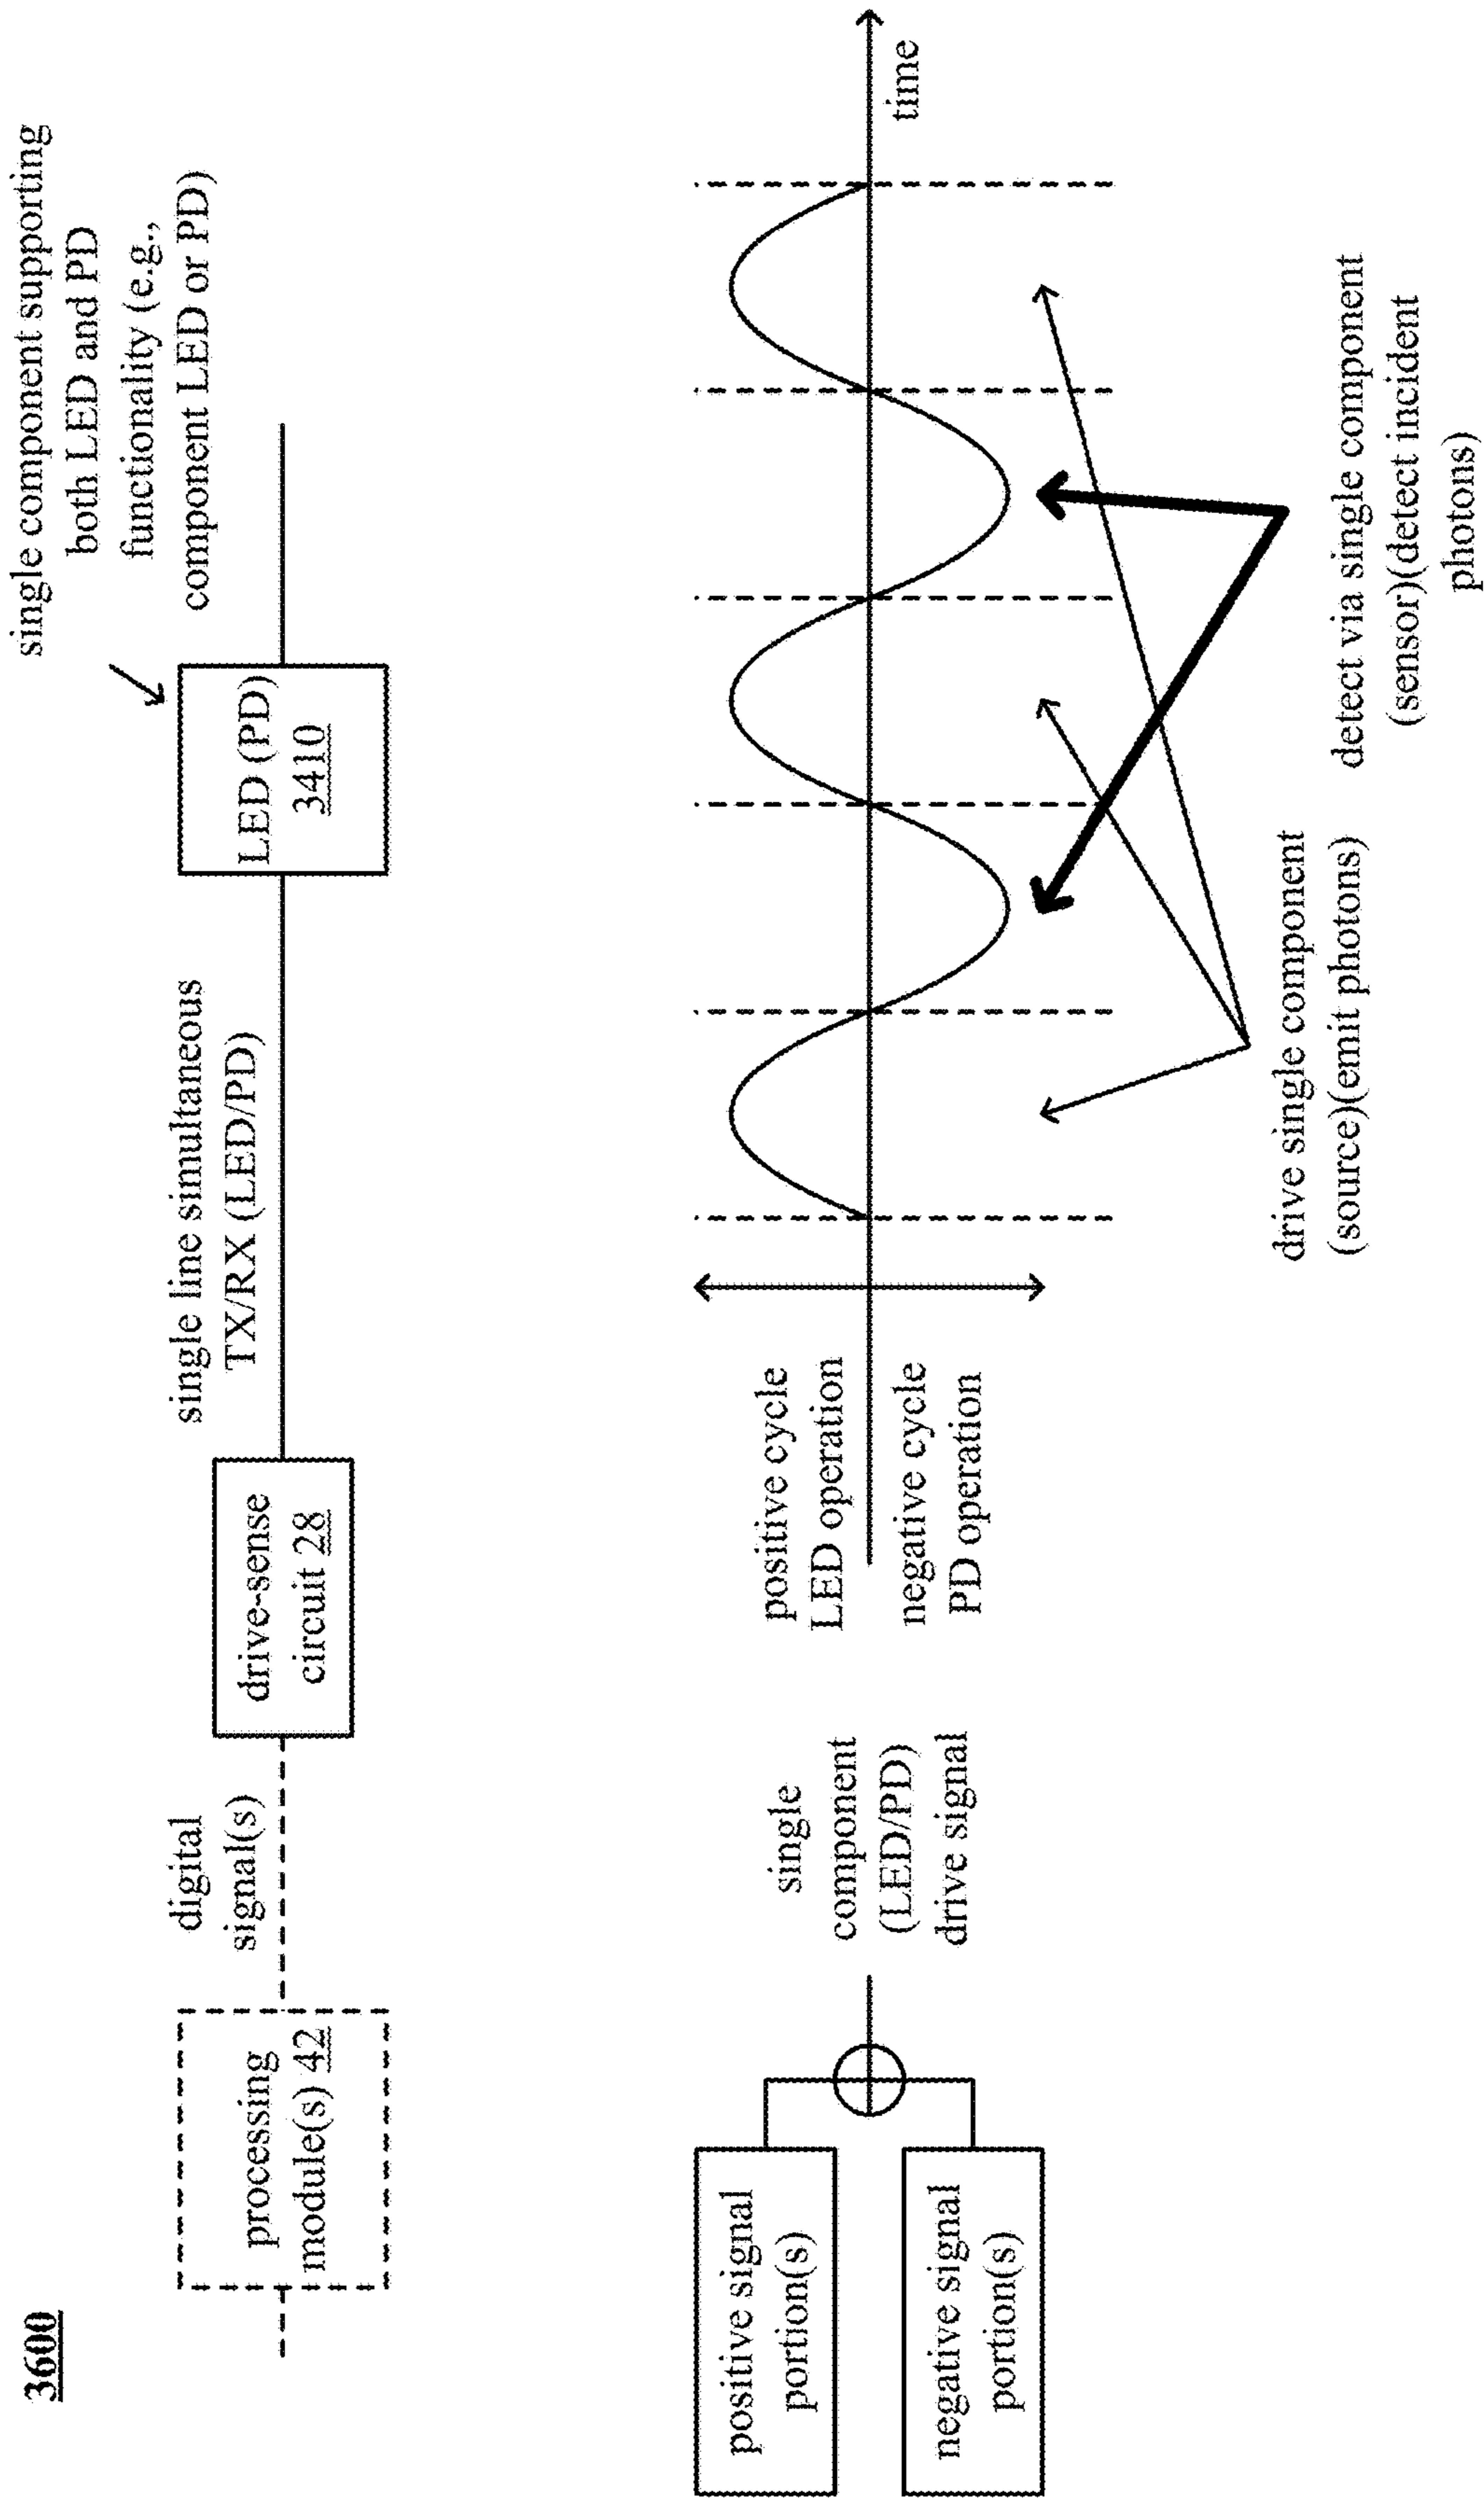 3600
processing
module(s) 42
digital
signal(s)
drive-sense
circuit 28
single line simultaneous
TX/RX (LED/PD)
LED (PD)
3410
single component supporting
both LED and PD
functionality (e.g.,
component LED or PD)
positive signal
portion(s)
negative signal
portion(s)
single
component
(LED/PD)
drive signal
positive cycle
LED operation
negative cycle
PD operation
time
drive single component
(source)(emit photons)
detect via single component
(sensor)(detect incident
photons)